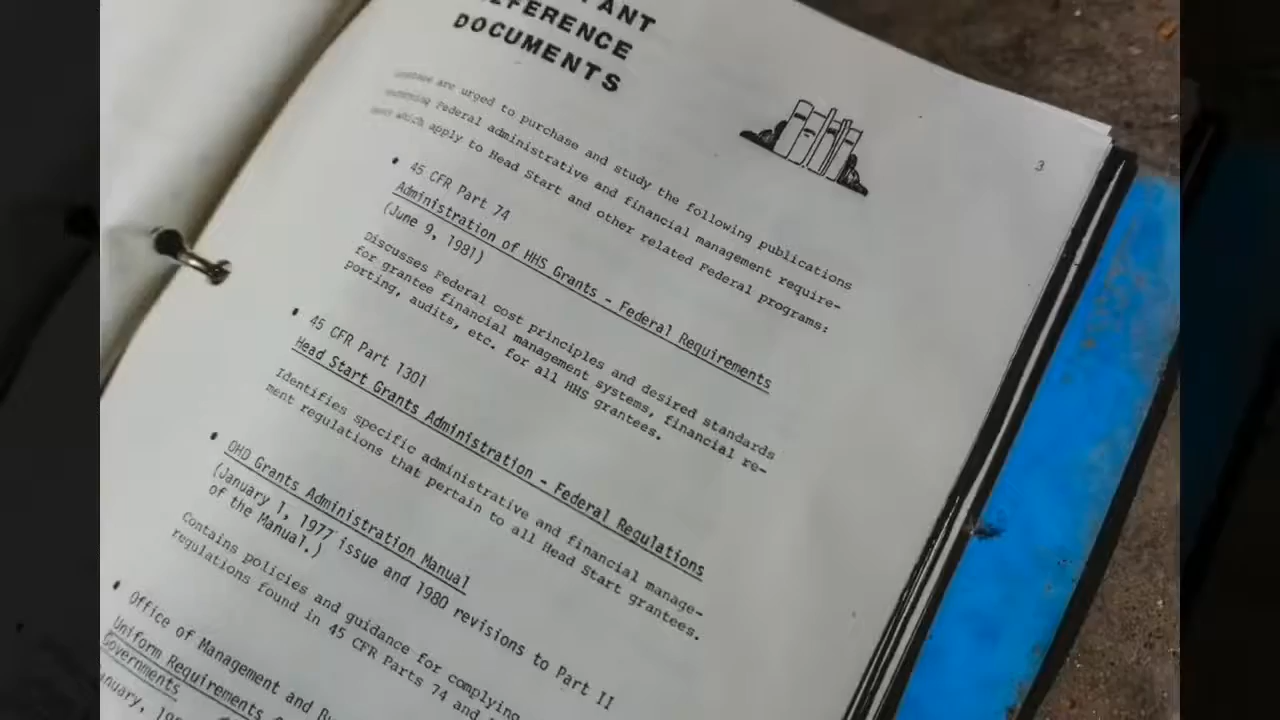 DOCUMENTS
are urged to purchase and study the following publications
Federal administrative and financial management require-
which apply to Head Start and other related Federal programs:
3
• 45 CFR Part 74
Administration of HHS Grants - Federal Requirements
(June 9, 1981)
Discusses Federal cost principles and desired standards
for grantee financial management systems, financial re-
porting, audits, etc. for all HHS grantees.
• 45 CFR Part 1301
Head Start Grants Administration - Federal Regulations
Identifies specific administrative and financial manage-
ment regulations that pertain to all Head Start grantees.
• OHD Grants Administration Manual
(January 1, 1977 issue and 1980 revisions to Part II
of the Manual.)
Contains policies and guidance for complying
regulations found in 45 CFR Parts 74 and
• Office of Management and
Uniform Requirements
Governments